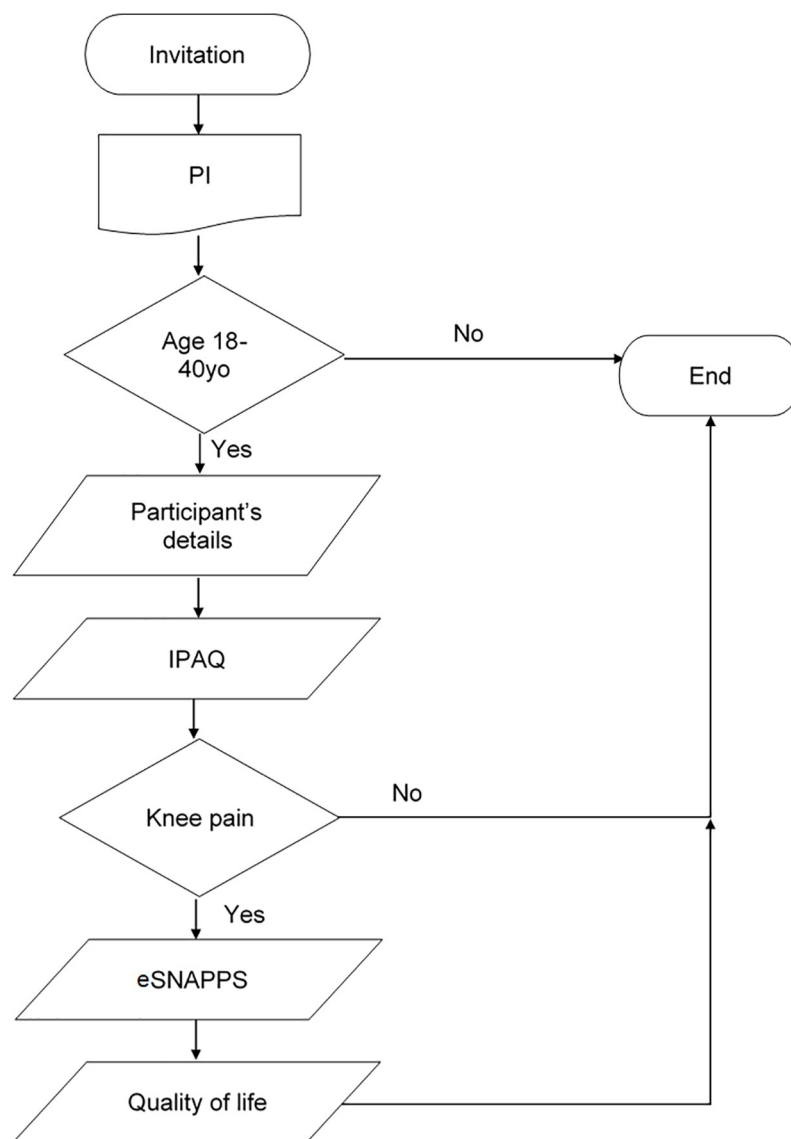 Invitation
PI
Age 18-
40yo
No
End
Yes
Participant's
details
IPAQ
Knee pain
No
Yes
eSNAPPS
Quality of life